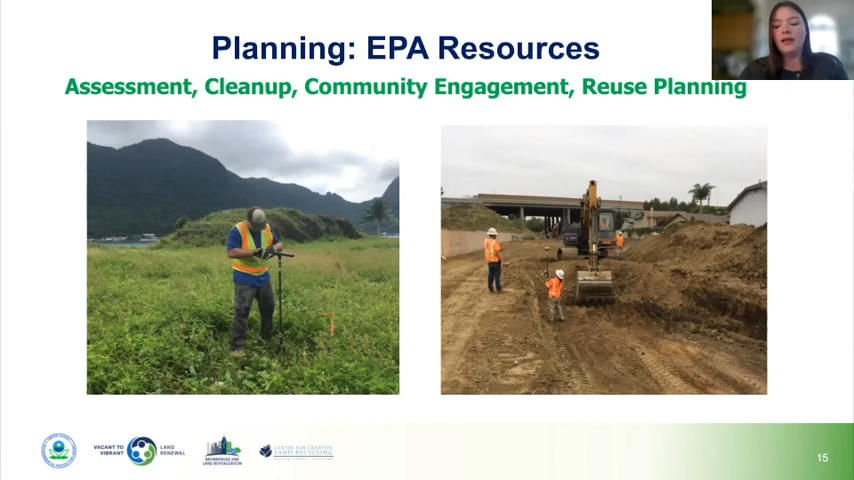 Planning: EPA Resources
Assessment, Cleanup, Community Engagement, Reuse Planning
VACANT TO
VIBRANT
LAND
RENEWAL
BROWNFIELDS AND
LAND REVITALIZATION
CENTER FOR CREATIVE
LAND RECYCLING
15